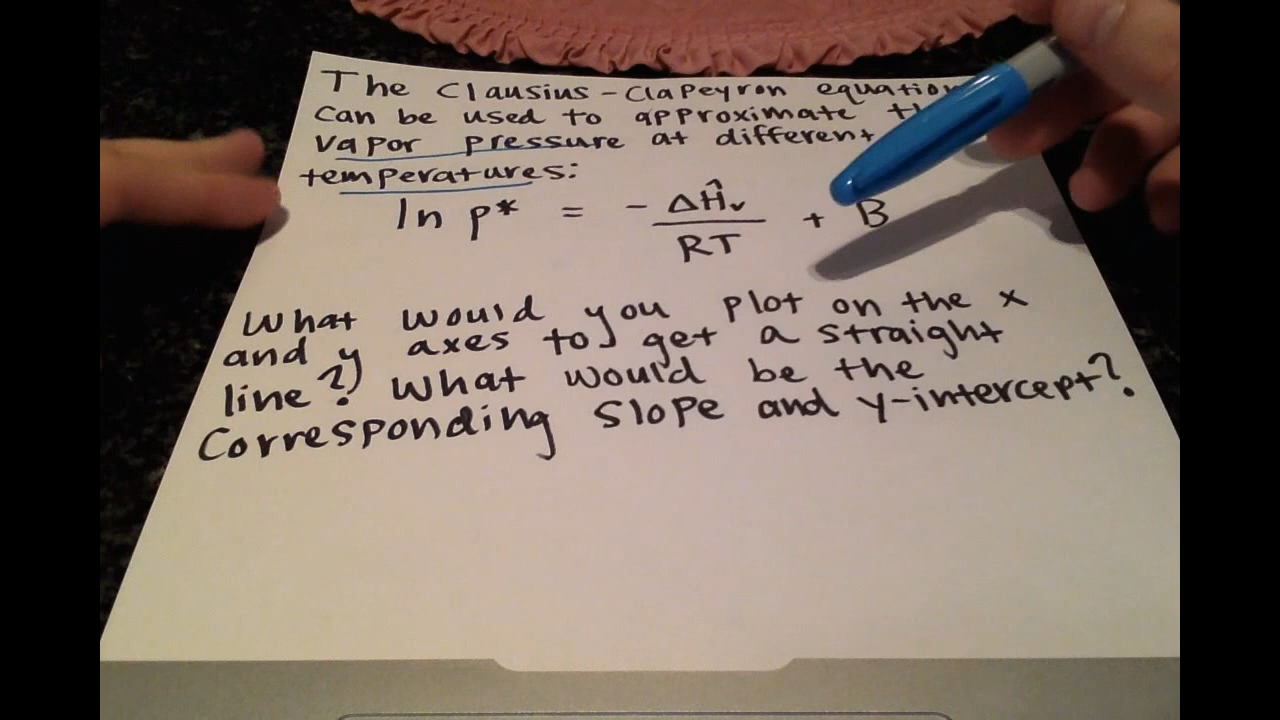 The Clausius-Clapeyron equation
can be used to approximate
vapor pressure at different
temperatures:
ln p* = - ΔĤv / RT + B
What would you plot on the x
and y axes to get a straight
line? What would be the
corresponding slope and y-intercept?